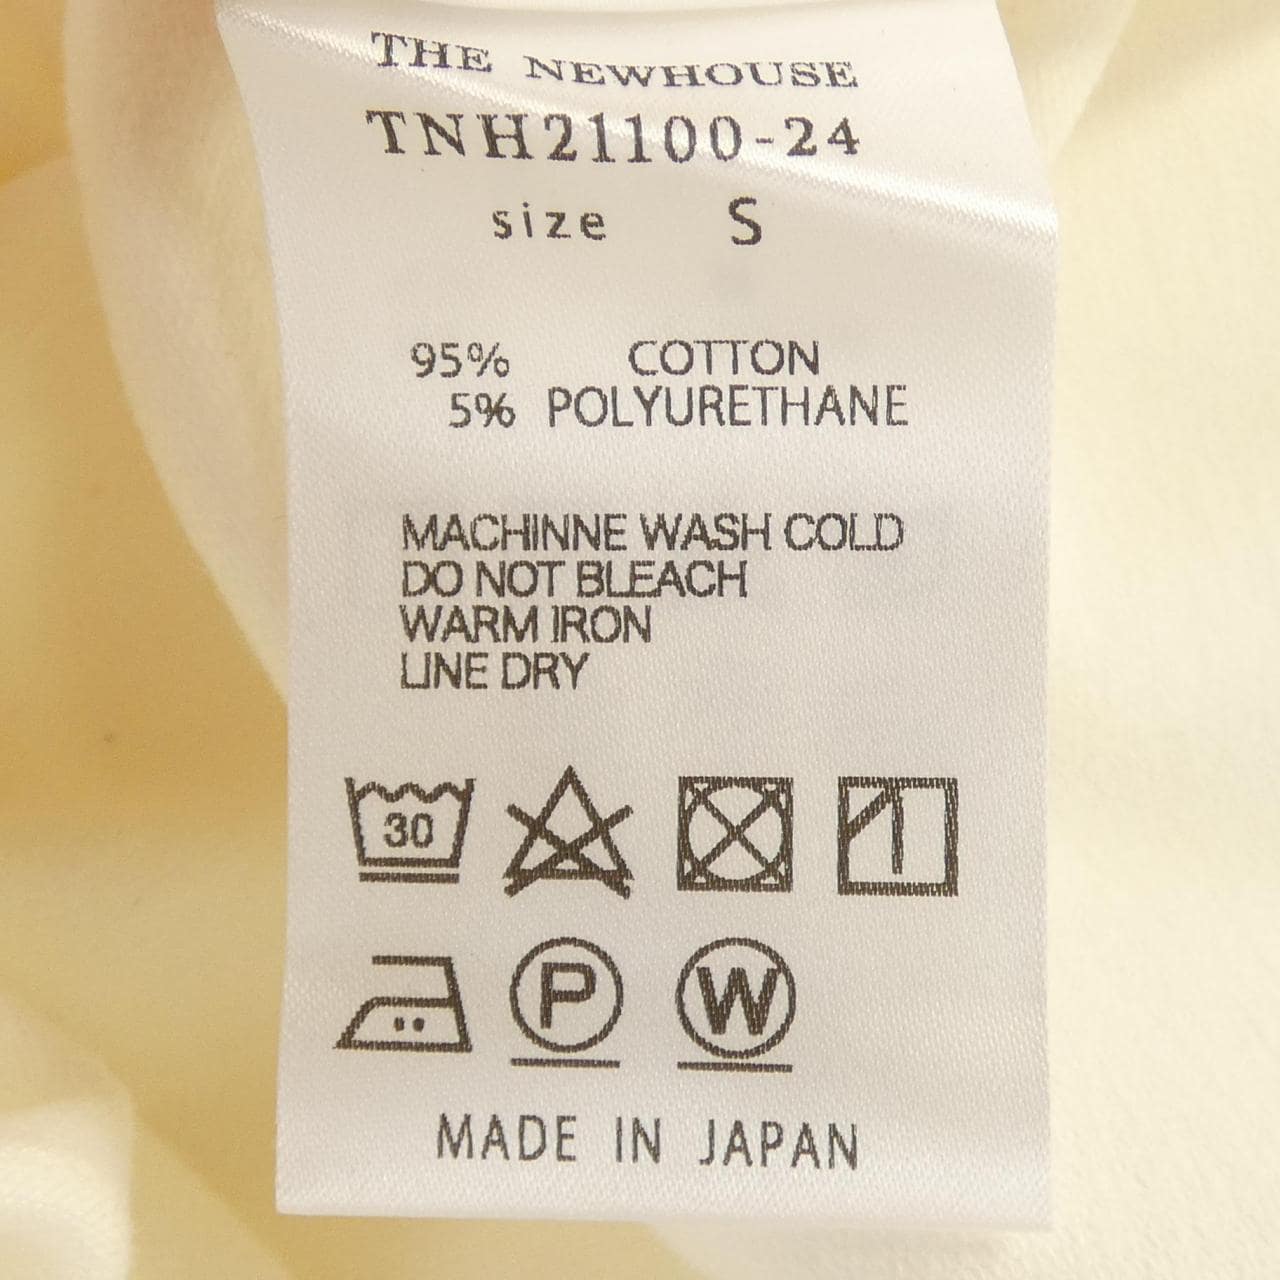 THE NEWHOUSE
TNH21100-24
size S
95% COTTON
5% POLYURETHANE
MACHINNE WASH COLD
DO NOT BLEACH
WARM IRON
LINE DRY
30
P W
MADE IN JAPAN